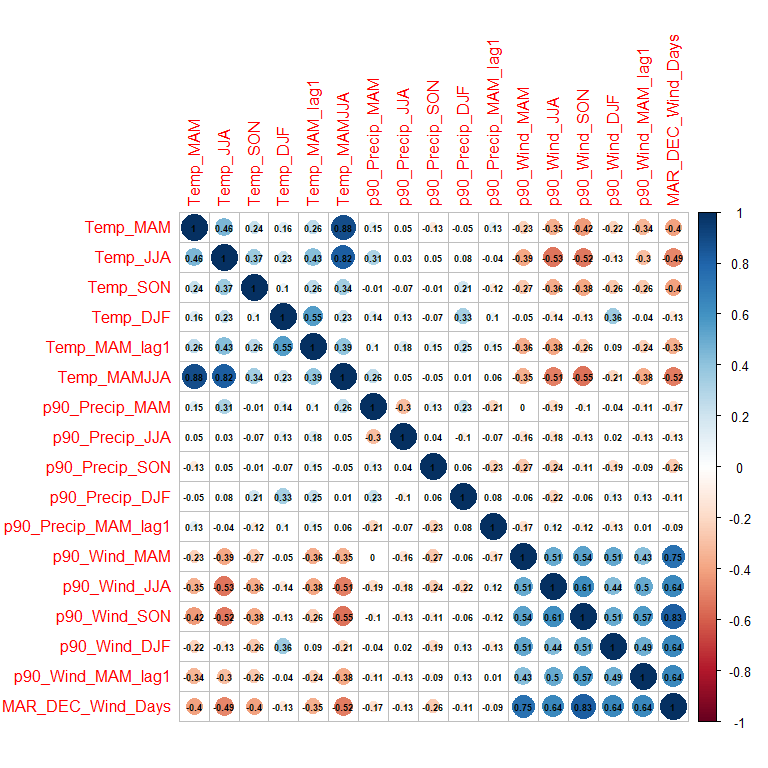 Temp_MAM
Temp_JJA
Temp_SON
Temp_DJF
Temp_MAM_lag1
Temp_MAMJJA
p90_Precip_MAM
p90_Precip_JJA
p90_Precip_SON
p90_Precip_DJF
p90_Precip_MAM_lag1
p90_Wind_MAM
p90_Wind_JJA
p90_Wind_SON
p90_Wind_DJF
p90_Wind_MAM_lag1
MAR_DEC_Wind_Days
Temp_MAM 1 0.46 0.24 0.16 0.26 0.88 0.15 0.05 -0.13 -0.05 0.13 -0.23 -0.35 -0.42 -0.22 -0.34 -0.4
Temp_JJA 0.46 1 0.37 0.23 0.43 0.82 0.31 0.03 0.05 0.08 -0.04 -0.39 -0.53 -0.52 -0.13 -0.3 -0.49
Temp_SON 0.24 0.37 1 0.1 0.26 0.34 -0.01 -0.07 -0.01 0.21 -0.12 -0.27 -0.36 -0.38 -0.26 -0.26 -0.4
Temp_DJF 0.16 0.23 0.1 1 0.55 0.23 0.14 0.13 -0.07 0.33 0.1 -0.05 -0.14 -0.13 0.36 -0.04 -0.13
Temp_MAM_lag1 0.26 0.43 0.26 0.55 1 0.39 0.1 0.18 0.15 0.25 0.15 -0.36 -0.38 -0.26 0.09 -0.24 -0.35
Temp_MAMJJA 0.88 0.82 0.34 0.23 0.39 1 0.26 0.05 -0.05 0.01 0.06 -0.35 -0.51 -0.55 -0.21 -0.38 -0.52
p90_Precip_MAM 0.15 0.31 -0.01 0.14 0.1 0.26 1 -0.3 0.13 0.23 -0.21 0 -0.19 -0.1 -0.04 -0.11 -0.17
p90_Precip_JJA 0.05 0.03 -0.07 0.13 0.18 0.05 -0.3 1 0.04 -0.1 -0.07 -0.16 -0.18 -0.13 0.02 -0.13 -0.13
p90_Precip_SON -0.13 0.05 -0.01 -0.07 0.15 -0.05 0.13 0.04 1 0.06 -0.23 -0.27 -0.24 -0.11 -0.19 -0.09 -0.26
p90_Precip_DJF -0.05 0.08 0.21 0.33 0.25 0.01 0.23 -0.1 0.06 1 0.08 -0.06 -0.22 -0.06 0.13 0.13 -0.11
p90_Precip_MAM_lag1 0.13 -0.04 -0.12 0.1 0.15 0.06 -0.21 -0.07 -0.23 0.08 1 -0.17 0.12 -0.12 -0.13 0.01 -0.09
p90_Wind_MAM -0.23 -0.39 -0.27 -0.05 -0.36 -0.35 0 -0.16 -0.27 -0.06 -0.17 1 0.51 0.54 0.51 0.43 0.75
p90_Wind_JJA -0.35 -0.53 -0.36 -0.14 -0.38 -0.51 -0.19 -0.18 -0.24 -0.22 0.12 0.51 1 0.61 0.44 0.5 0.64
p90_Wind_SON -0.42 -0.52 -0.38 -0.13 -0.26 -0.55 -0.1 -0.13 -0.11 -0.06 -0.12 0.54 0.61 1 0.51 0.57 0.83
p90_Wind_DJF -0.22 -0.13 -0.26 0.36 0.09 -0.21 -0.04 0.02 -0.19 0.13 -0.13 0.51 0.44 0.51 1 0.49 0.64
p90_Wind_MAM_lag1 -0.34 -0.3 -0.26 -0.04 -0.24 -0.38 -0.11 -0.13 -0.09 0.13 0.01 0.43 0.5 0.57 0.49 1 0.64
MAR_DEC_Wind_Days -0.4 -0.49 -0.4 -0.13 -0.35 -0.52 -0.17 -0.13 -0.26 -0.11 -0.09 0.75 0.64 0.83 0.64 0.64 1
1
0.8
0.6
0.4
0.2
0
-0.2
-0.4
-0.6
-0.8
-1